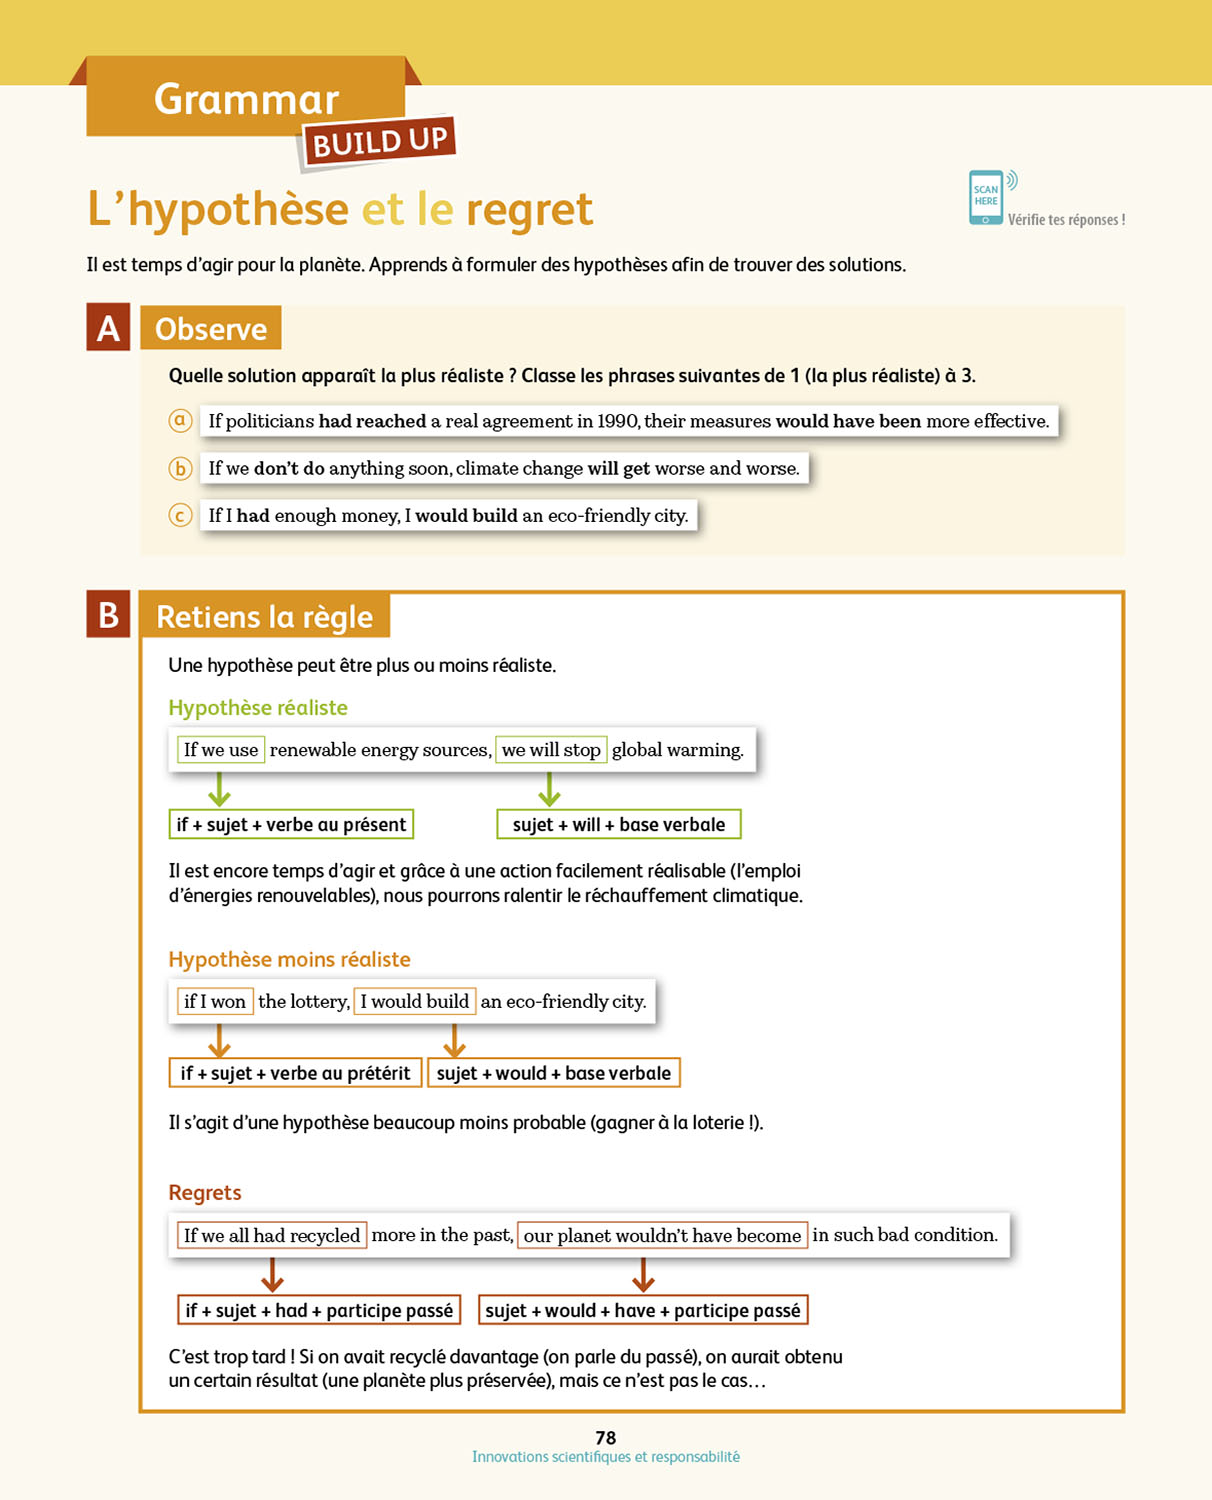 Grammar
BUILD UP
L'hypothèse et le regret
SCAN
HERE
Vérifie tes réponses !
Il est temps d'agir pour la planète. Apprends à formuler des hypothèses afin de trouver des solutions.
A Observe
Quelle solution apparaît la plus réaliste ? Classe les phrases suivantes de 1 (la plus réaliste) à 3.
a If politicians had reached a real agreement in 1990, their measures would have been more effective.
b If we don't do anything soon, climate change will get worse and worse.
c If I had enough money, I would build an eco-friendly city.
B Retiens la règle
Une hypothèse peut être plus ou moins réaliste.
Hypothèse réaliste
If we use renewable energy sources, we will stop global warming.
if + sujet + verbe au présent sujet + will + base verbale
Il est encore temps d'agir et grâce à une action facilement réalisable (l'emploi
d'énergies renouvelables), nous pourrons ralentir le réchauffement climatique.
Hypothèse moins réaliste
if I won the lottery, I would build an eco-friendly city.
if + sujet + verbe au prétérit sujet + would + base verbale
Il s'agit d'une hypothèse beaucoup moins probable (gagner à la loterie !).
Regrets
If we all had recycled more in the past, our planet wouldn't have become in such bad condition.
if + sujet + had + participe passé sujet + would + have + participe passé
C'est trop tard ! Si on avait recyclé davantage (on parle du passé), on aurait obtenu
un certain résultat (une planète plus préservée), mais ce n'est pas le cas...
78
Innovations scientifiques et responsabilité